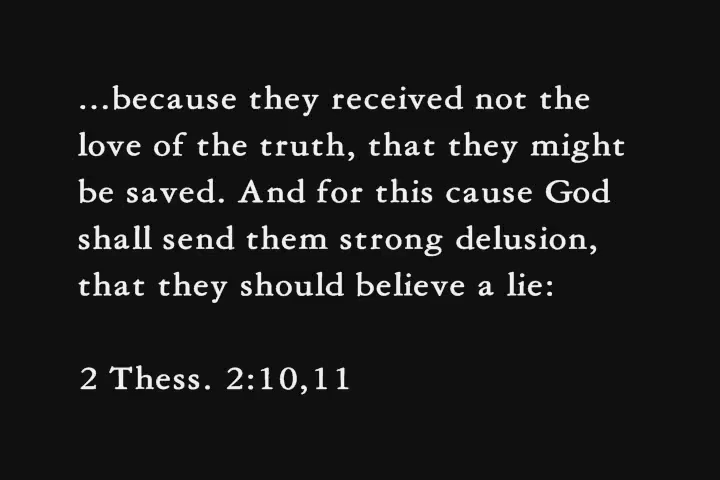 ...because they received not the
love of the truth, that they might
be saved. And for this cause God
shall send them strong delusion,
that they should believe a lie:
2 Thess. 2:10,11